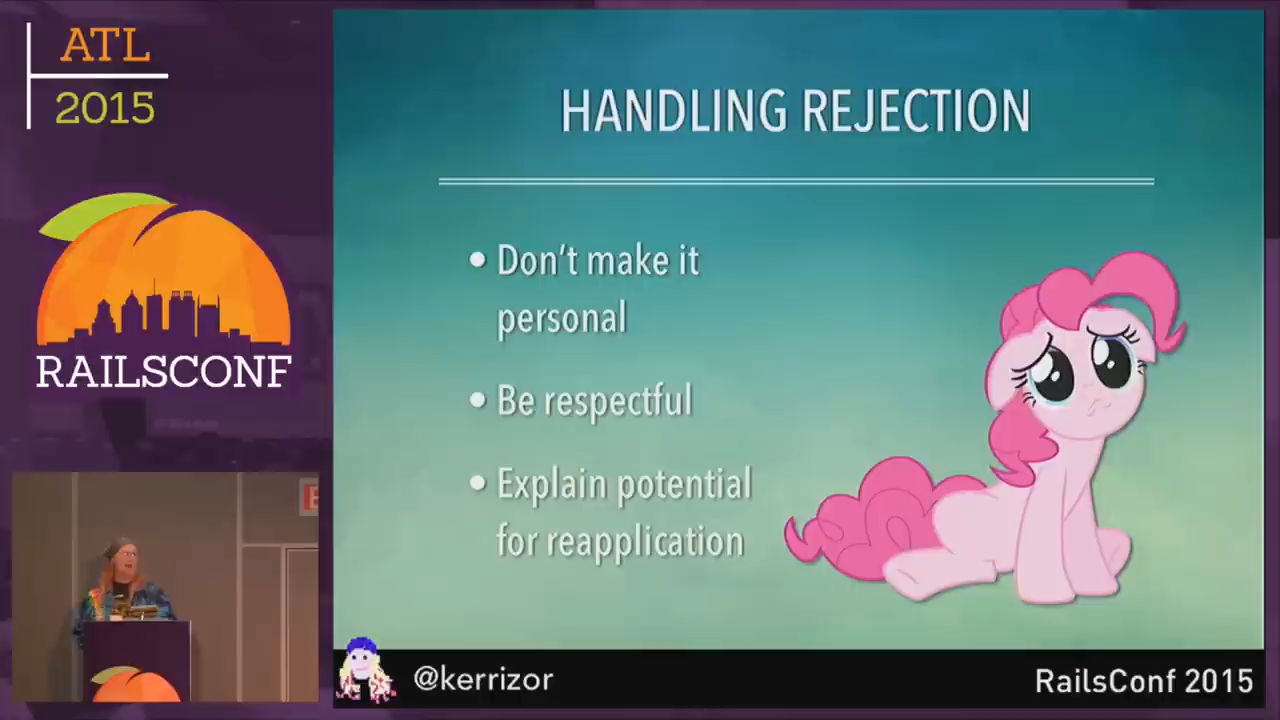 ATL
2015
RAILSCONF
HANDLING REJECTION
• Don't make it
personal
• Be respectful
• Explain potential
for reapplication
@kerrizor
RailsConf 2015